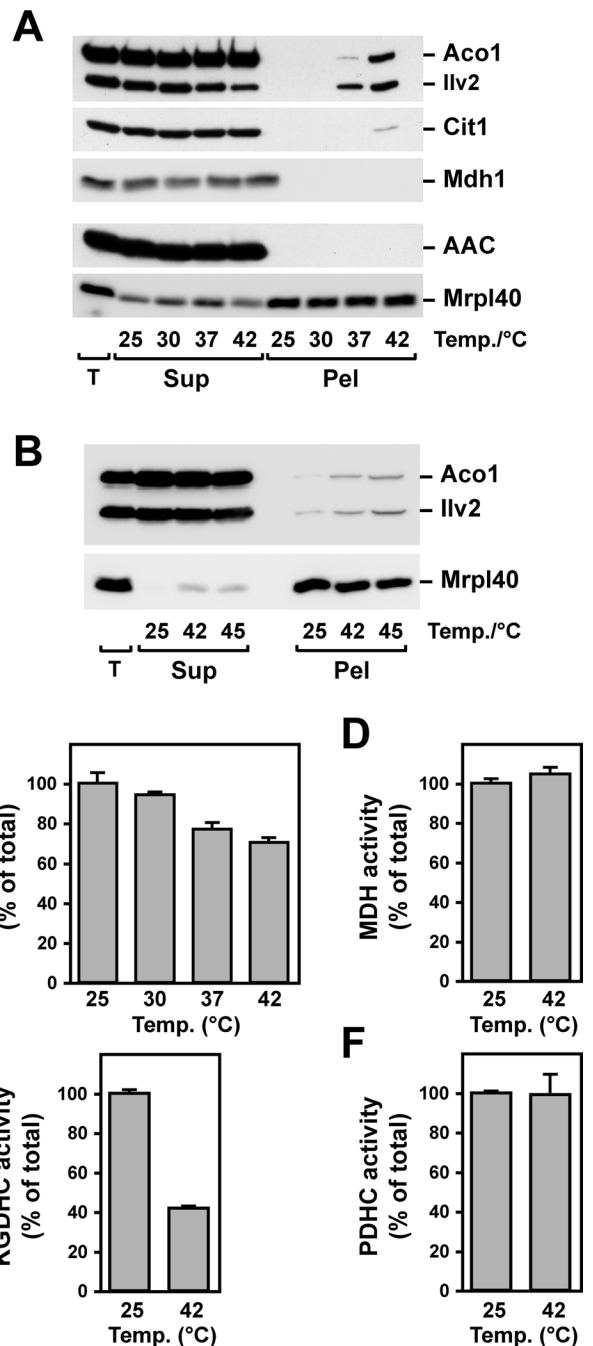 A
Aco1
Ilv2
Cit1
Mdh1
AAC
Mrpl40
25 30 37 42 25 30 37 42 Temp./°C
T Sup Pel
B
Aco1
Ilv2
Mrpl40
25 42 45 25 42 45 Temp./°C
T Sup Pel
(% of total)
100
80
60
40
20
0
25 30 37 42
Temp. (°C)
D
MDH activity
(% of total)
100
80
60
40
20
0
25 42
Temp. (°C)
KGDHC activity
(% of total)
100
80
60
40
20
0
25 42
Temp. (°C)
F
PDHC activity
(% of total)
100
80
60
40
20
0
25 42
Temp. (°C)